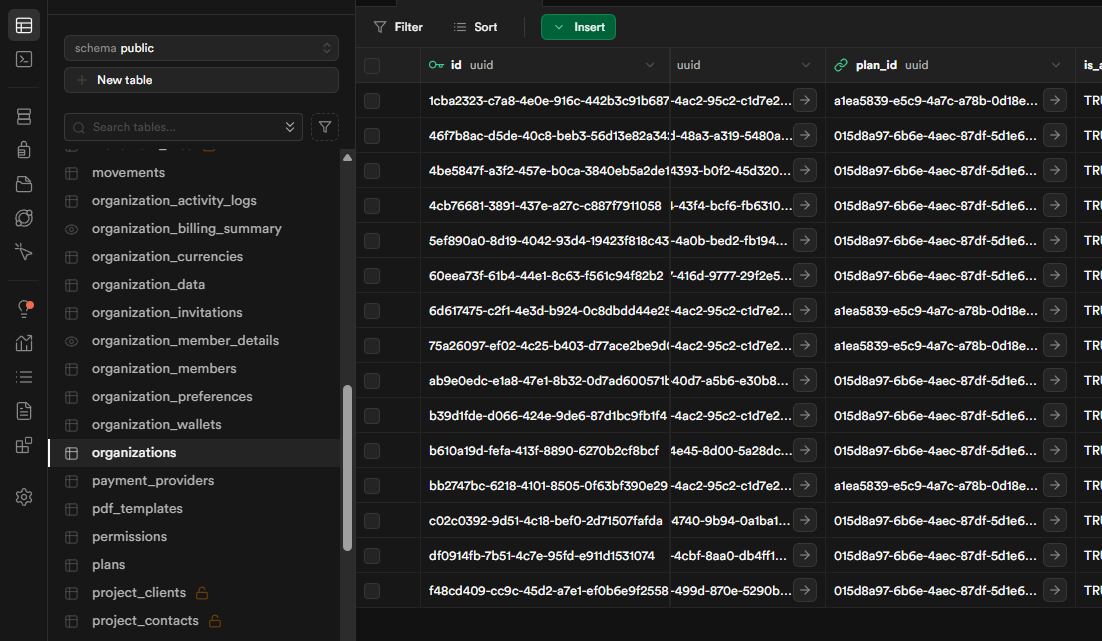 schema public
New table
Search tables...
movements
organization_activity_logs
organization_billing_summary
organization_currencies
organization_data
organization_invitations
organization_member_details
organization_members
organization_preferences
organization_wallets
organizations
payment_providers
pdf_templates
permissions
plans
project_clients
project_contacts
Filter Sort Insert
id uuid uuid plan_id uuid is_a
1cba2323-c7a8-4e0e-916c-442b3c91b687 -4ac2-95c2-c1d7e2... a1ea5839-e5c9-4a7c-a78b-0d18e... TRU
46f7b8ac-d5de-40c8-beb3-56d13e82a34 -48a3-a319-5480a... 015d8a97-6b6e-4aec-87df-5d1e6... TRU
4be5847f-a3f2-457e-b0ca-3840eb5a2de1 4393-b0f2-45d320... 015d8a97-6b6e-4aec-87df-5d1e6... TRU
4cb76681-3891-437e-a27c-c887f7911058 -43f4-bcf6-fb6310... 015d8a97-6b6e-4aec-87df-5d1e6... TRU
5ef890a0-8d19-4042-93d4-19423f818c43 -4a0b-bed2-fb194... 015d8a97-6b6e-4aec-87df-5d1e6... TRU
60eea73f-61b4-44e1-8c63-f561c94f82b2 -416d-9777-29f2e5... 015d8a97-6b6e-4aec-87df-5d1e6... TRU
6d617475-c2f1-4e3d-b924-0c8dbdd44e25 -4ac2-95c2-c1d7e2... a1ea5839-e5c9-4a7c-a78b-0d18e... TRU
75a26097-ef02-4c25-b403-d77ace2be9d -4ac2-95c2-c1d7e2... 015d8a97-6b6e-4aec-87df-5d1e6... TRU
ab9e0edc-e1a8-47e1-8b32-0d7ad600571b 40d7-a5b6-e30b8... 015d8a97-6b6e-4aec-87df-5d1e6... TRU
b39d1fde-d066-424e-9de6-87d1bc9fb1f4 -4ac2-95c2-c1d7e2... 015d8a97-6b6e-4aec-87df-5d1e6... TRU
b610a19d-fefa-413f-8890-6270b2cf8bcf 4e45-8d00-5a28dc... 015d8a97-6b6e-4aec-87df-5d1e6... TRU
bb2747bc-6218-4101-8505-0f63bf390e29 -4ac2-95c2-c1d7e2... a1ea5839-e5c9-4a7c-a78b-0d18e... TRU
c02c0392-9d51-4c18-bef0-2d71507fafda 4740-9b94-0a1ba1... 015d8a97-6b6e-4aec-87df-5d1e6... TRU
df0914fb-7b51-4c7e-95fd-e911d1531074 -4cbf-8aa0-db4ff1... 015d8a97-6b6e-4aec-87df-5d1e6... TRU
f48cd409-cc9c-45d2-a7e1-ef0b6e9f2558 -499d-870e-5290b... 015d8a97-6b6e-4aec-87df-5d1e6... TRU